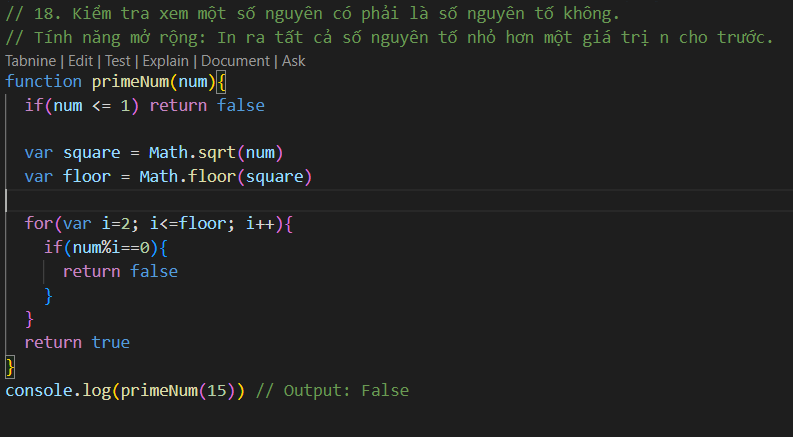 // 18. Kiểm tra xem một số nguyên có phải là số nguyên tố không.
// Tính năng mở rộng: In ra tất cả số nguyên tố nhỏ hơn một giá trị n cho trước.
Tabnine | Edit | Test | Explain | Document | Ask
function primeNum(num){
  if(num <= 1) return false

  var square = Math.sqrt(num)
  var floor = Math.floor(square)

  for(var i=2; i<=floor; i++){
    if(num%i==0){
      return false
    }
  }
  return true
}
console.log(primeNum(15)) // Output: False